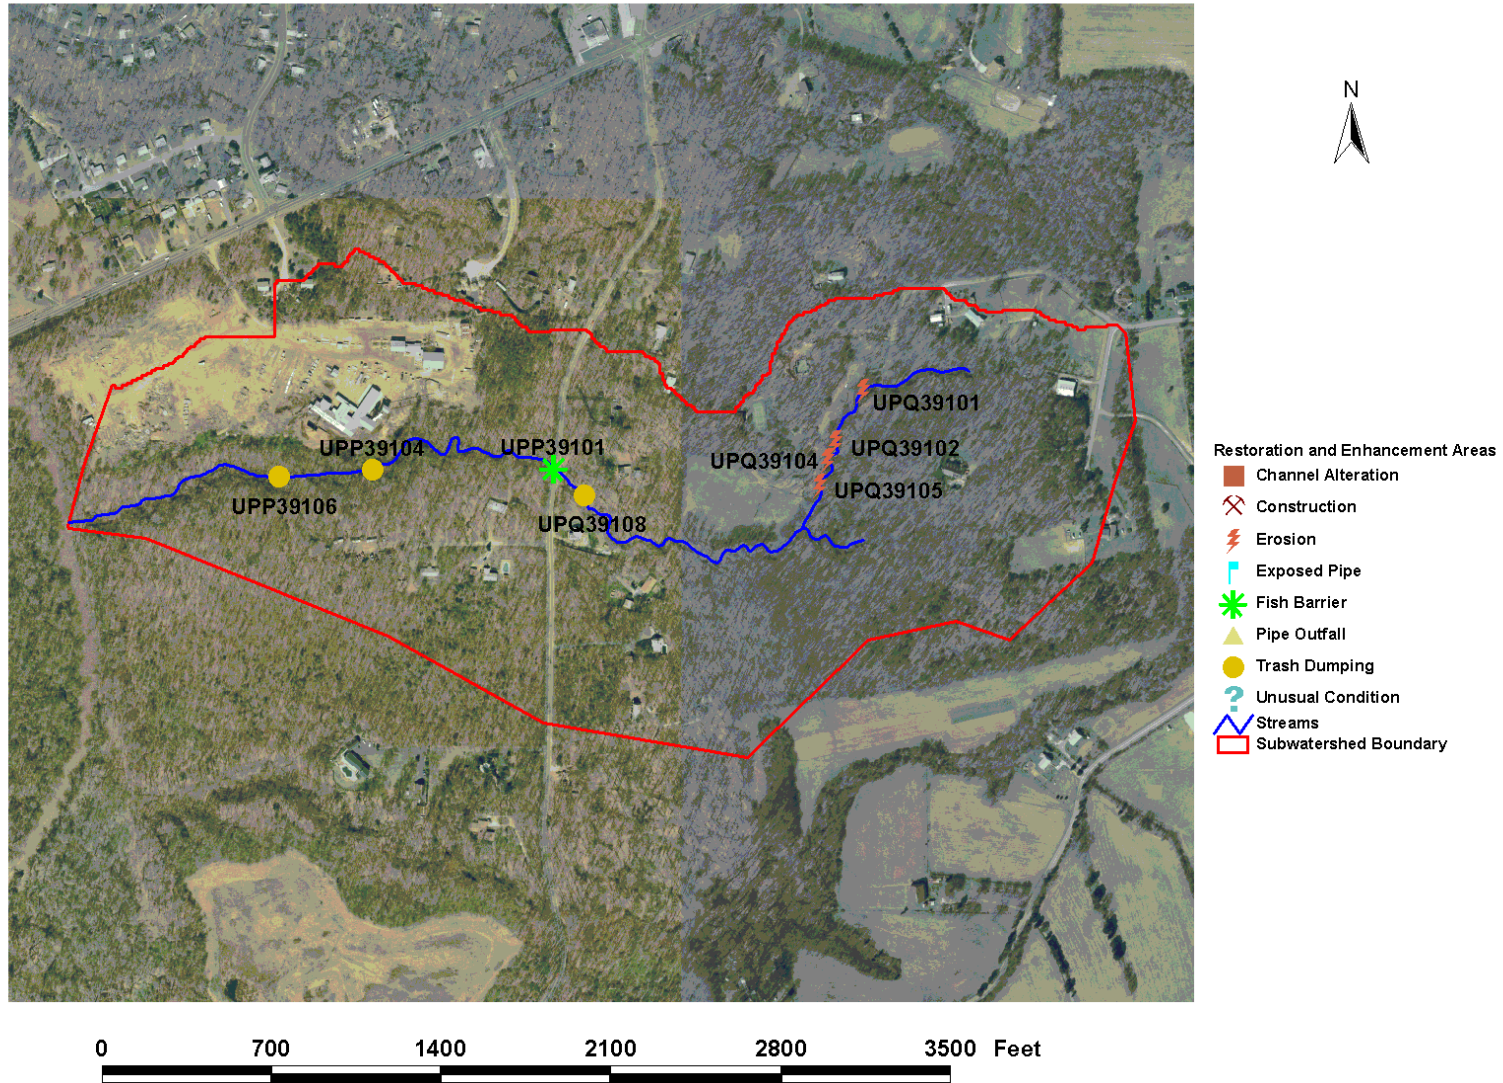 N
UPQ39101
UPP39104
UPP39101
UPQ39102
UPQ39104
UPQ39105
UPP39106
UPQ39108
Restoration and Enhancement Areas
Channel Alteration
Construction
Erosion
Exposed Pipe
Fish Barrier
Pipe Outfall
Trash Dumping
? Unusual Condition
Streams
Subwatershed Boundary
0 700 1400 2100 2800 3500 Feet